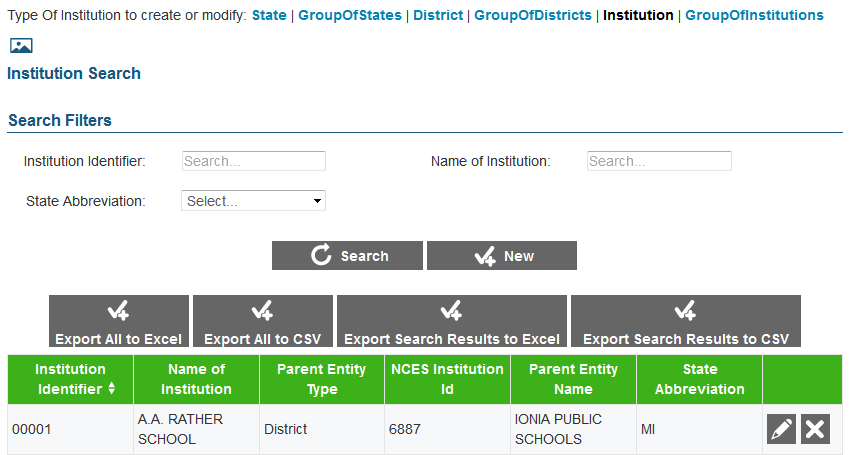 Type Of Institution to create or modify: State | GroupOfStates | District | GroupOfDistricts | Institution | GroupOfInstitutions
Institution Search
Search Filters
Institution Identifier: Search... Name of Institution: Search...
State Abbreviation: Select...
Search New
Export All to Excel Export All to CSV Export Search Results to Excel Export Search Results to CSV
Institution Name of Parent Entity NCES Institution Parent Entity State
Identifier Institution Type Id Name Abbreviation
A.A. RATHER IONIA PUBLIC
00001 District 6887 MI
SCHOOL SCHOOLS